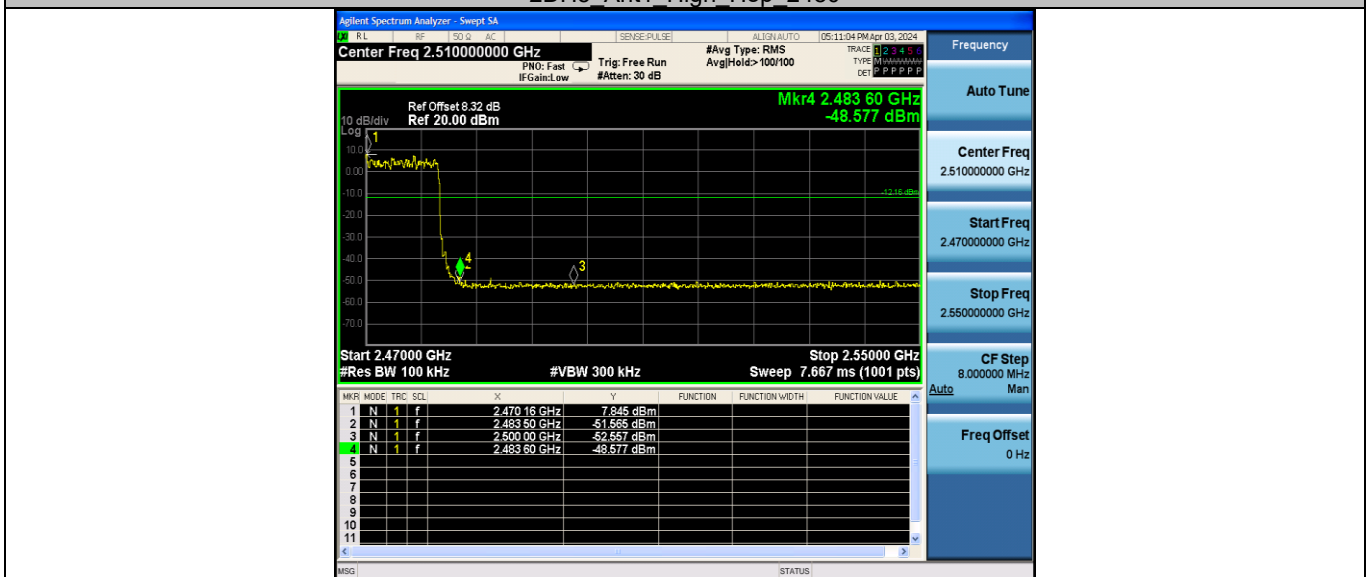 2DH5_Ant1_High_Hop_2480
Agilent Spectrum Analyzer - Swept SA
RL RF 50 Ω AC SENSE:PULSE ALIGN AUTO 05:11:04 PM Apr 03, 2024
Center Freq 2.510000000 GHz
PNO: Fast
IFGain:Low
Trig: Free Run
#Atten: 30 dB
#Avg Type: RMS
Avg|Hold:>100/100
TRACE 1 2 3 4 5 6
TYPE M
DET P P P P P P
Ref Offset 8.32 dB
Ref 20.00 dBm
10 dB/div
Log
Mkr4 2.483 60 GHz
-48.577 dBm
1
10.0
0.00
-10.0
-12.16 dBm
-20.0
-30.0
-40.0
4
3
-50.0
-60.0
-70.0
Start 2.47000 GHz
Stop 2.55000 GHz
#Res BW 100 kHz
#VBW 300 kHz
Sweep 7.667 ms (1001 pts)
MKR MODE TRC SCL X Y FUNCTION FUNCTION WIDTH FUNCTION VALUE
1 N 1 f 2.470 16 GHz 7.845 dBm
2 N 1 f 2.483 50 GHz -51.565 dBm
3 N 1 f 2.500 00 GHz -52.557 dBm
4 N 1 f 2.483 60 GHz -48.577 dBm
5
6
7
8
9
10
11
MSG
STATUS
Frequency
Auto Tune
Center Freq
2.510000000 GHz
Start Freq
2.470000000 GHz
Stop Freq
2.550000000 GHz
CF Step
8.000000 MHz
Auto Man
Freq Offset
0 Hz